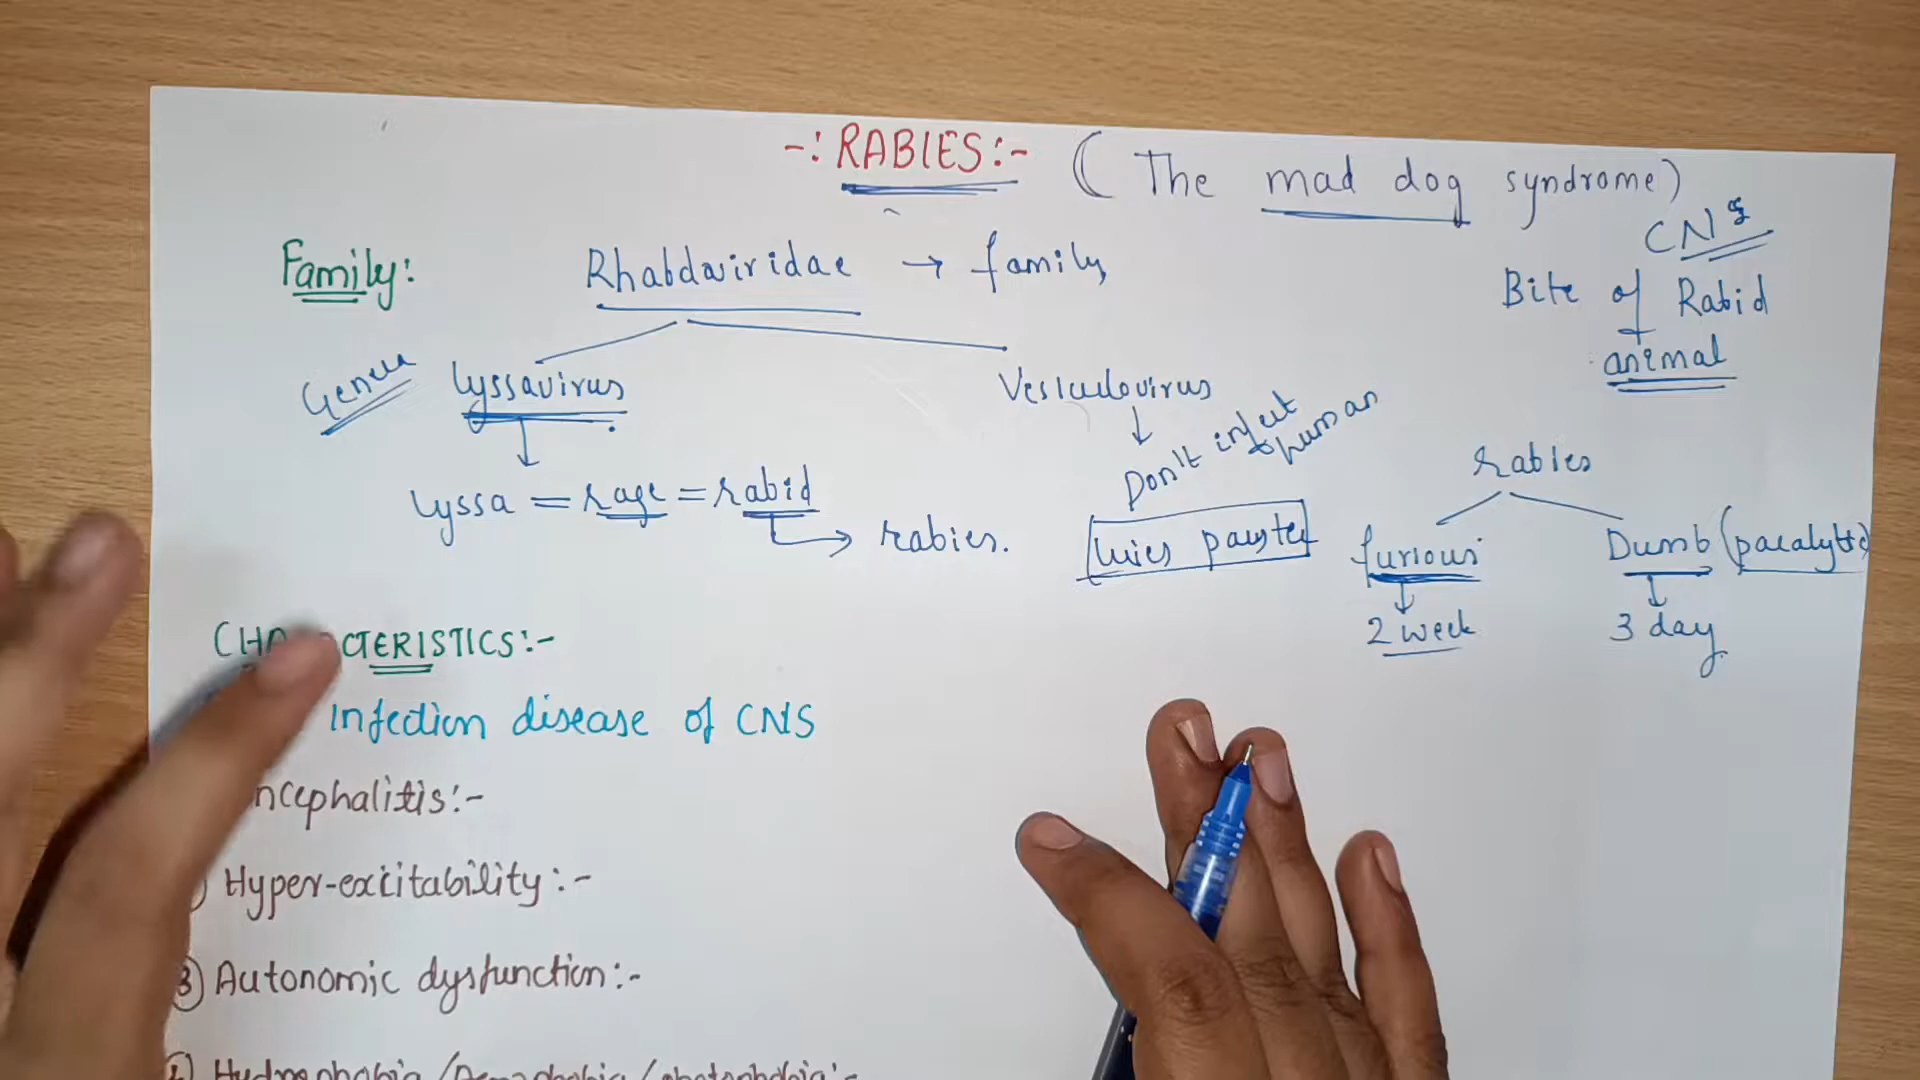 -: RABIES:- (The mad dog syndrome)
CNS
Family: Rhabdoviridae → family
Bite of Rabid
animal
Genera Lyssavirus Vesiculovirus
Don't infect human
lyssa = rage = rabid
→ rabies.
rabies
furious Dumb (paralytic)
2 week 3 day
CHARACTERISTICS:-
Infection disease of CNS
ncephalitis:-
Hyper-excitability:-
3) Autonomic dysfunction:-